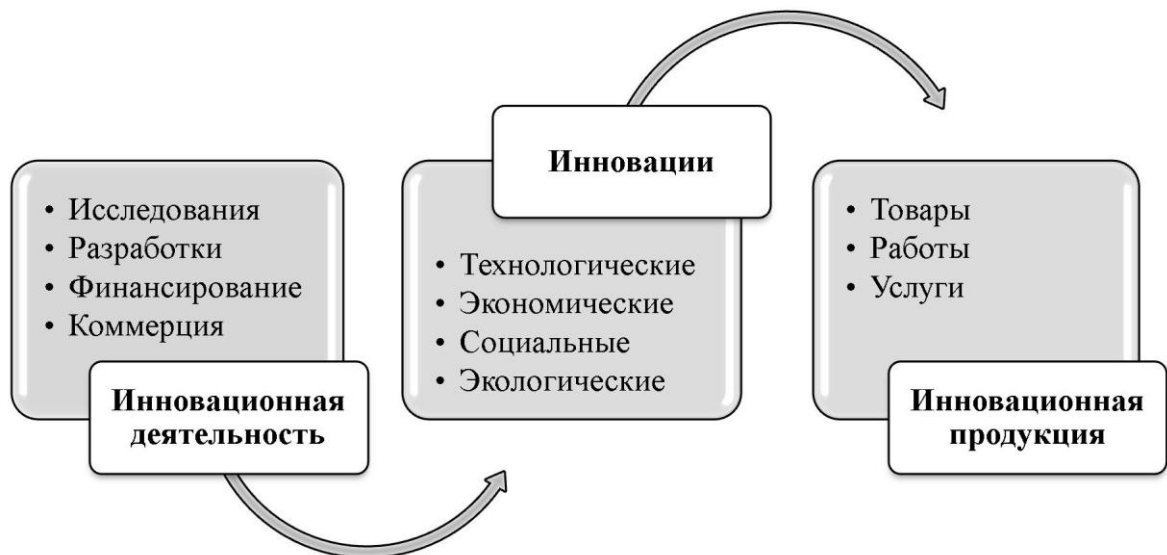 • Исследования
• Разработки
• Финансирование
• Коммерция
Инновационная
деятельность
Инновации
• Технологические
• Экономические
• Социальные
• Экологические
• Товары
• Работы
• Услуги
Инновационная
продукция